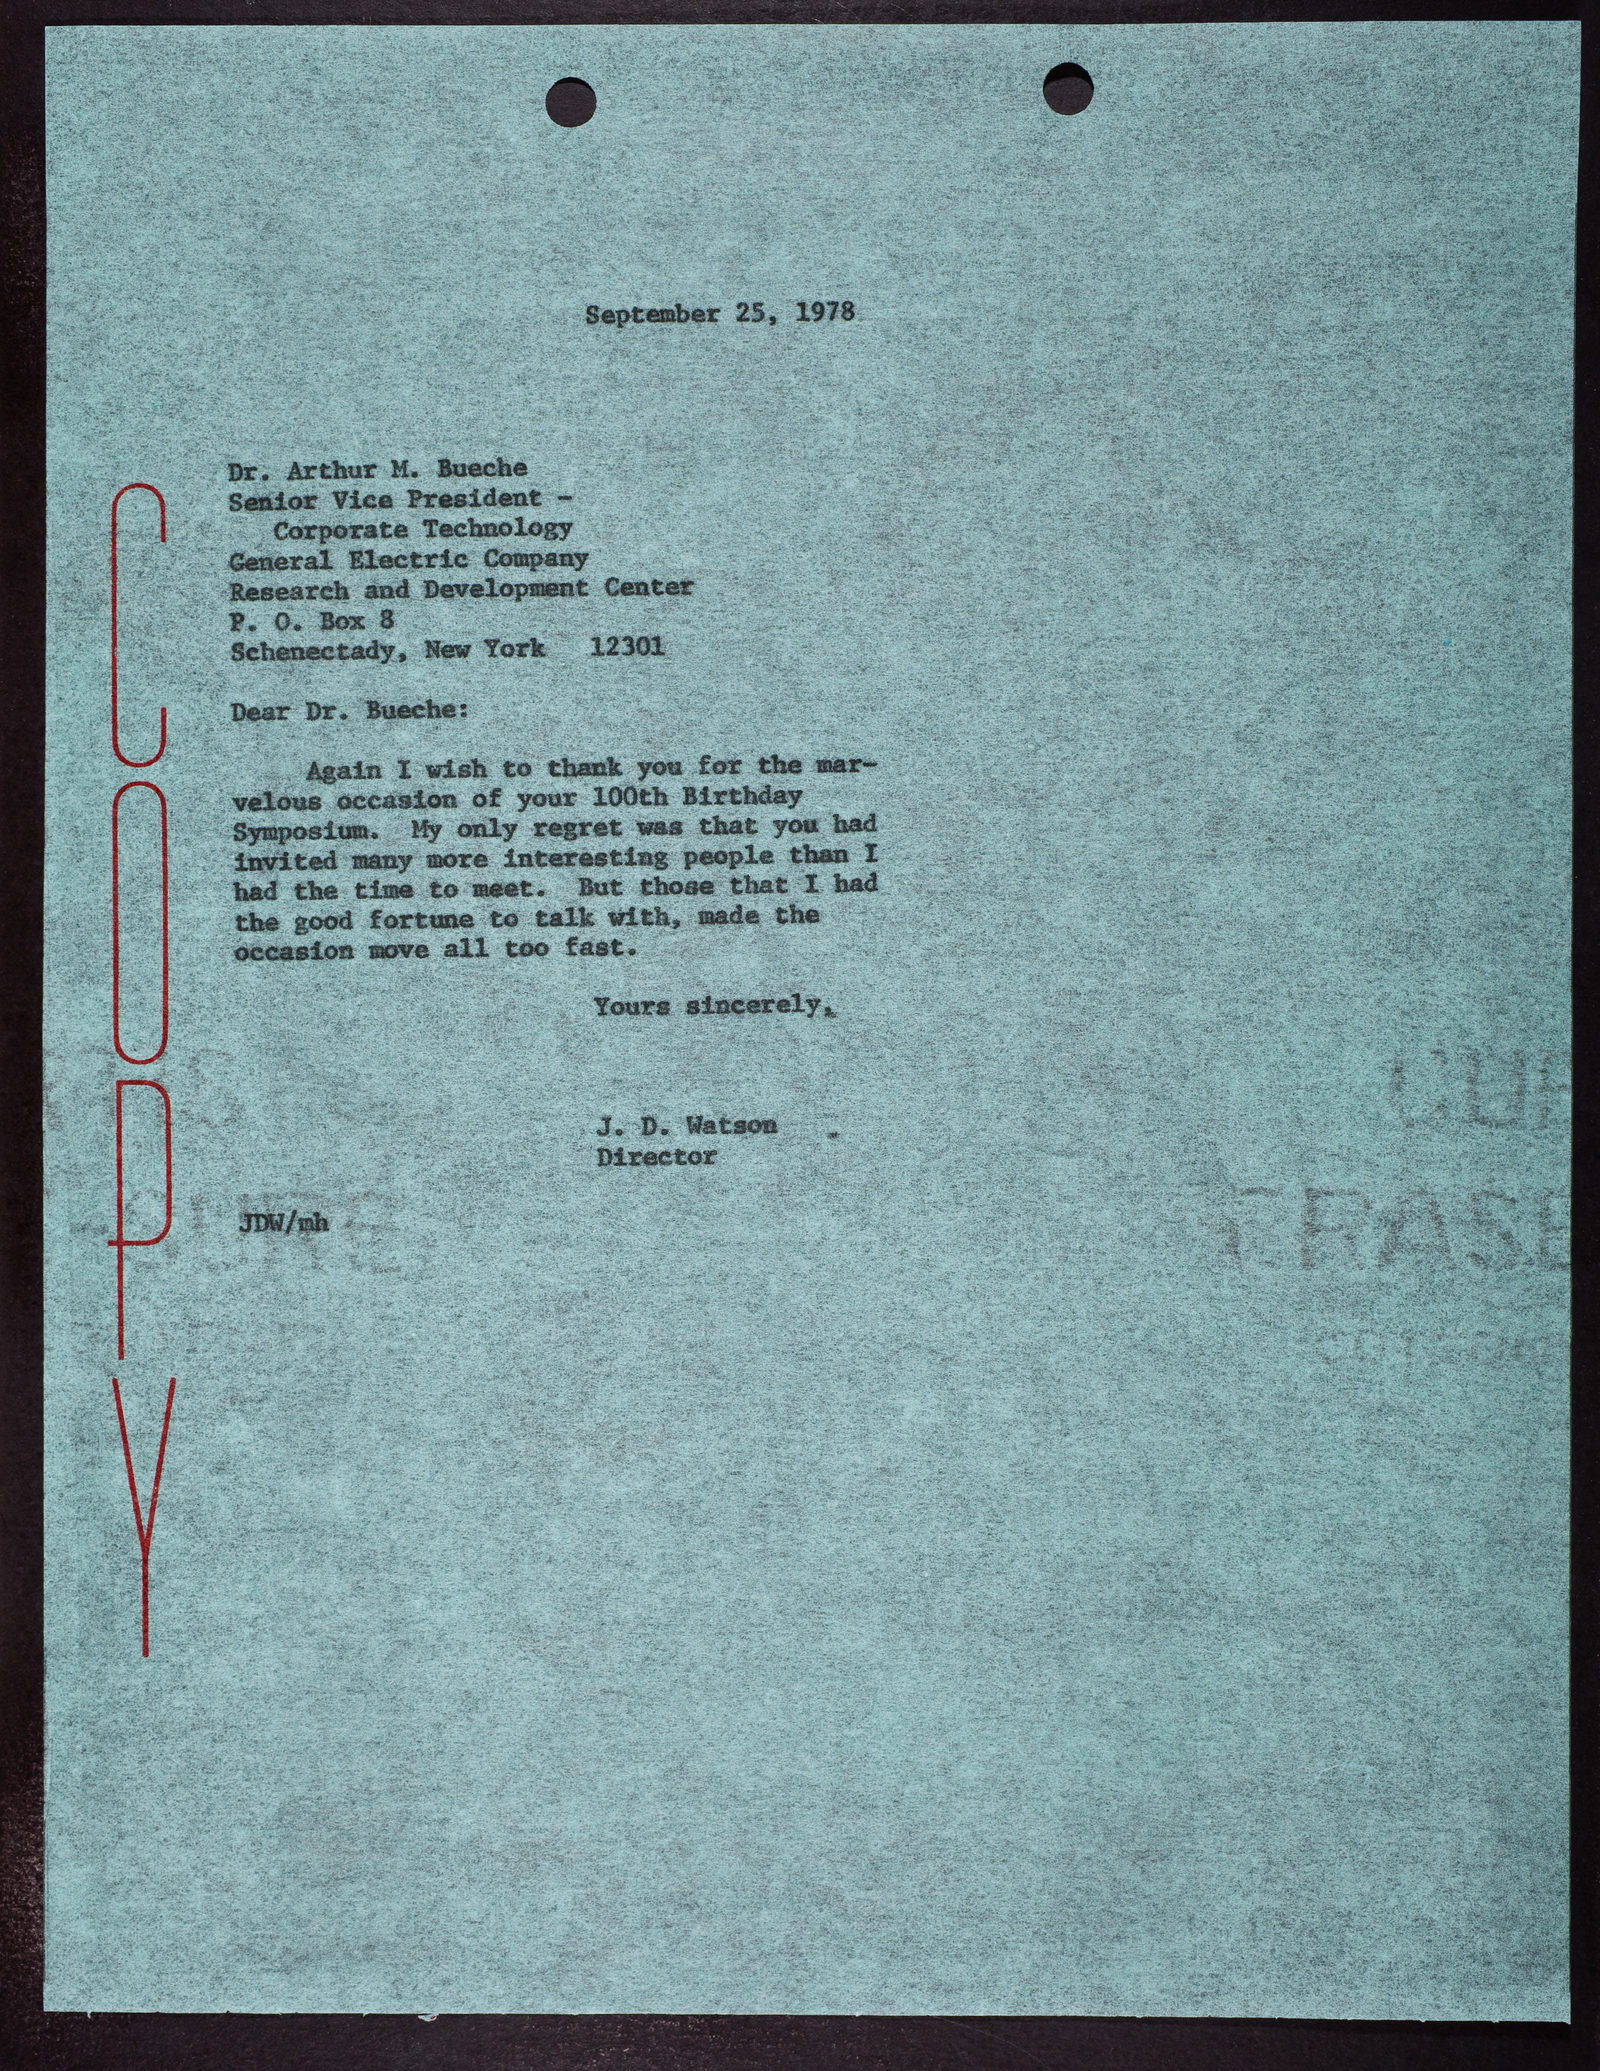 September 25, 1978
Dr. Arthur M. Bueche
Senior Vice President -
Corporate Technology
General Electric Company
Research and Development Center
P. O. Box 8
Schenectady, New York 12301
Dear Dr. Bueche:
Again I wish to thank you for the mar-
velous occasion of your 100th Birthday
Symposium. My only regret was that you had
invited many more interesting people than I
had the time to meet. But those that I had
the good fortune to talk with, made the
occasion move all too fast.
Yours sincerely,
J. D. Watson
Director
JDW/mh
COPY